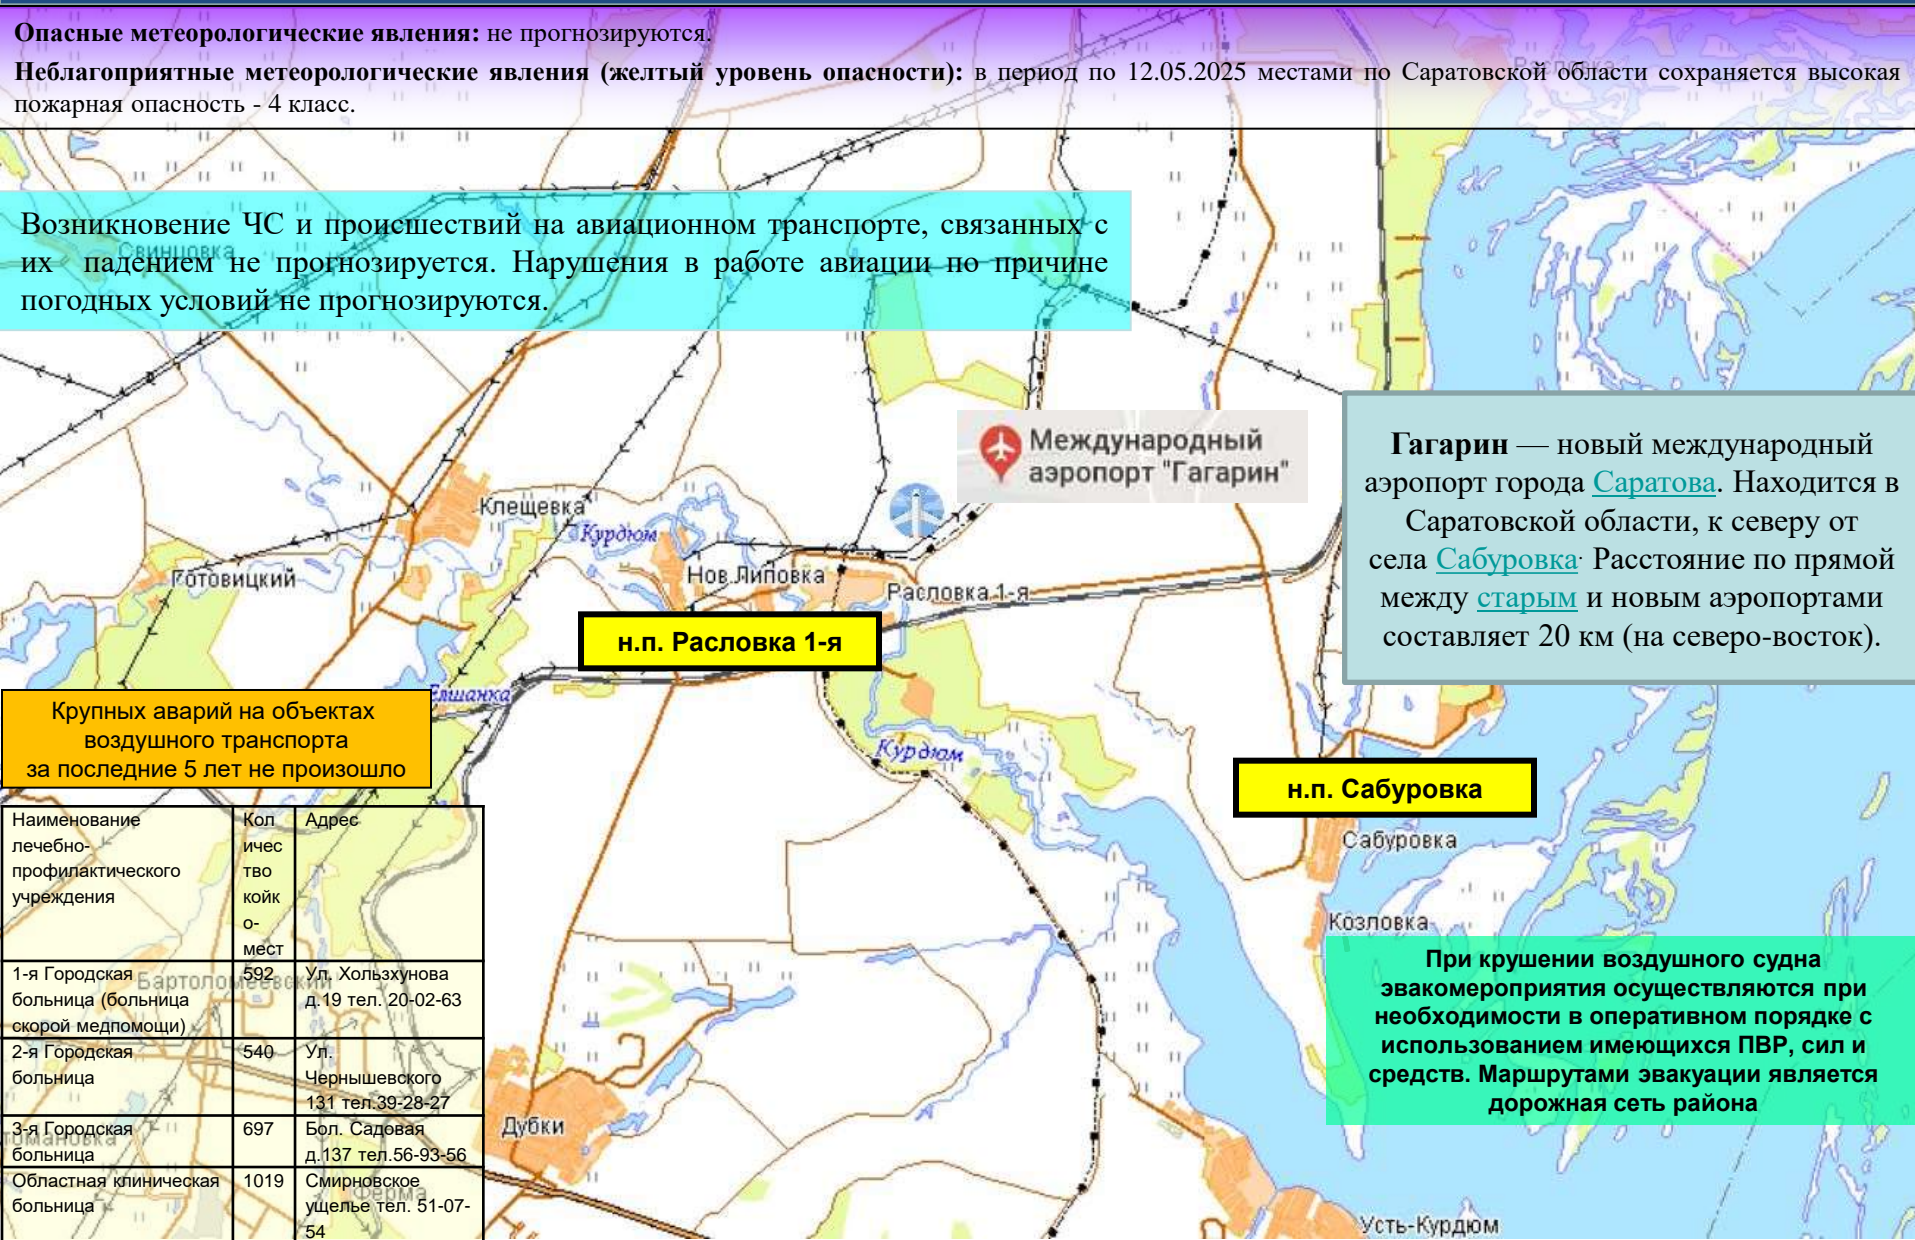 Опасные метеорологические явления: не прогнозируются.
Неблагоприятные метеорологические явления (желтый уровень опасности): в период по 12.05.2025 местами по Саратовской области сохраняется высокая
пожарная опасность - 4 класс.
Возникновение ЧС и происшествий на авиационном транспорте, связанных с
их падением не прогнозируется. Нарушения в работе авиации по причине
погодных условий не прогнозируются.
Свинцовка
Международный
аэропорт "Гагарин"
Гагарин — новый международный
аэропорт города Саратова. Находится в
Саратовской области, к северу от
села Сабуровка. Расстояние по прямой
между старым и новым аэропортами
составляет 20 км (на северо-восток).
Клещевка
Курдюм
Готовицкий
Нов.Липовка
Расловка 1-я
н.п. Расловка 1-я
Елшанка
Крупных аварий на объектах
воздушного транспорта
за последние 5 лет не произошло
Курдюм
н.п. Сабуровка
Сабуровка
Козловка
Наименование
лечебно-
профилактического
учреждения
Кол
ичес
тво
койк
о-
мест
Адрес
1-я Городская
больница (больница
скорой медпомощи)
592
Ул. Хользхунова
д.19 тел. 20-02-63
Бартоломеевский
2-я Городская
больница
540
Ул.
Чернышевского
131 тел.39-28-27
3-я Городская
больница
697
Бол. Садовая
д.137 тел.56-93-56
Областная клиническая
больница
1019
Смирновское
ущелье тел. 51-07-
54
Ферма
При крушении воздушного судна
эвакомероприятия осуществляются при
необходимости в оперативном порядке с
использованием имеющихся ПВР, сил и
средств. Маршрутами эвакуации является
дорожная сеть района
Дубки
Усть-Курдюм